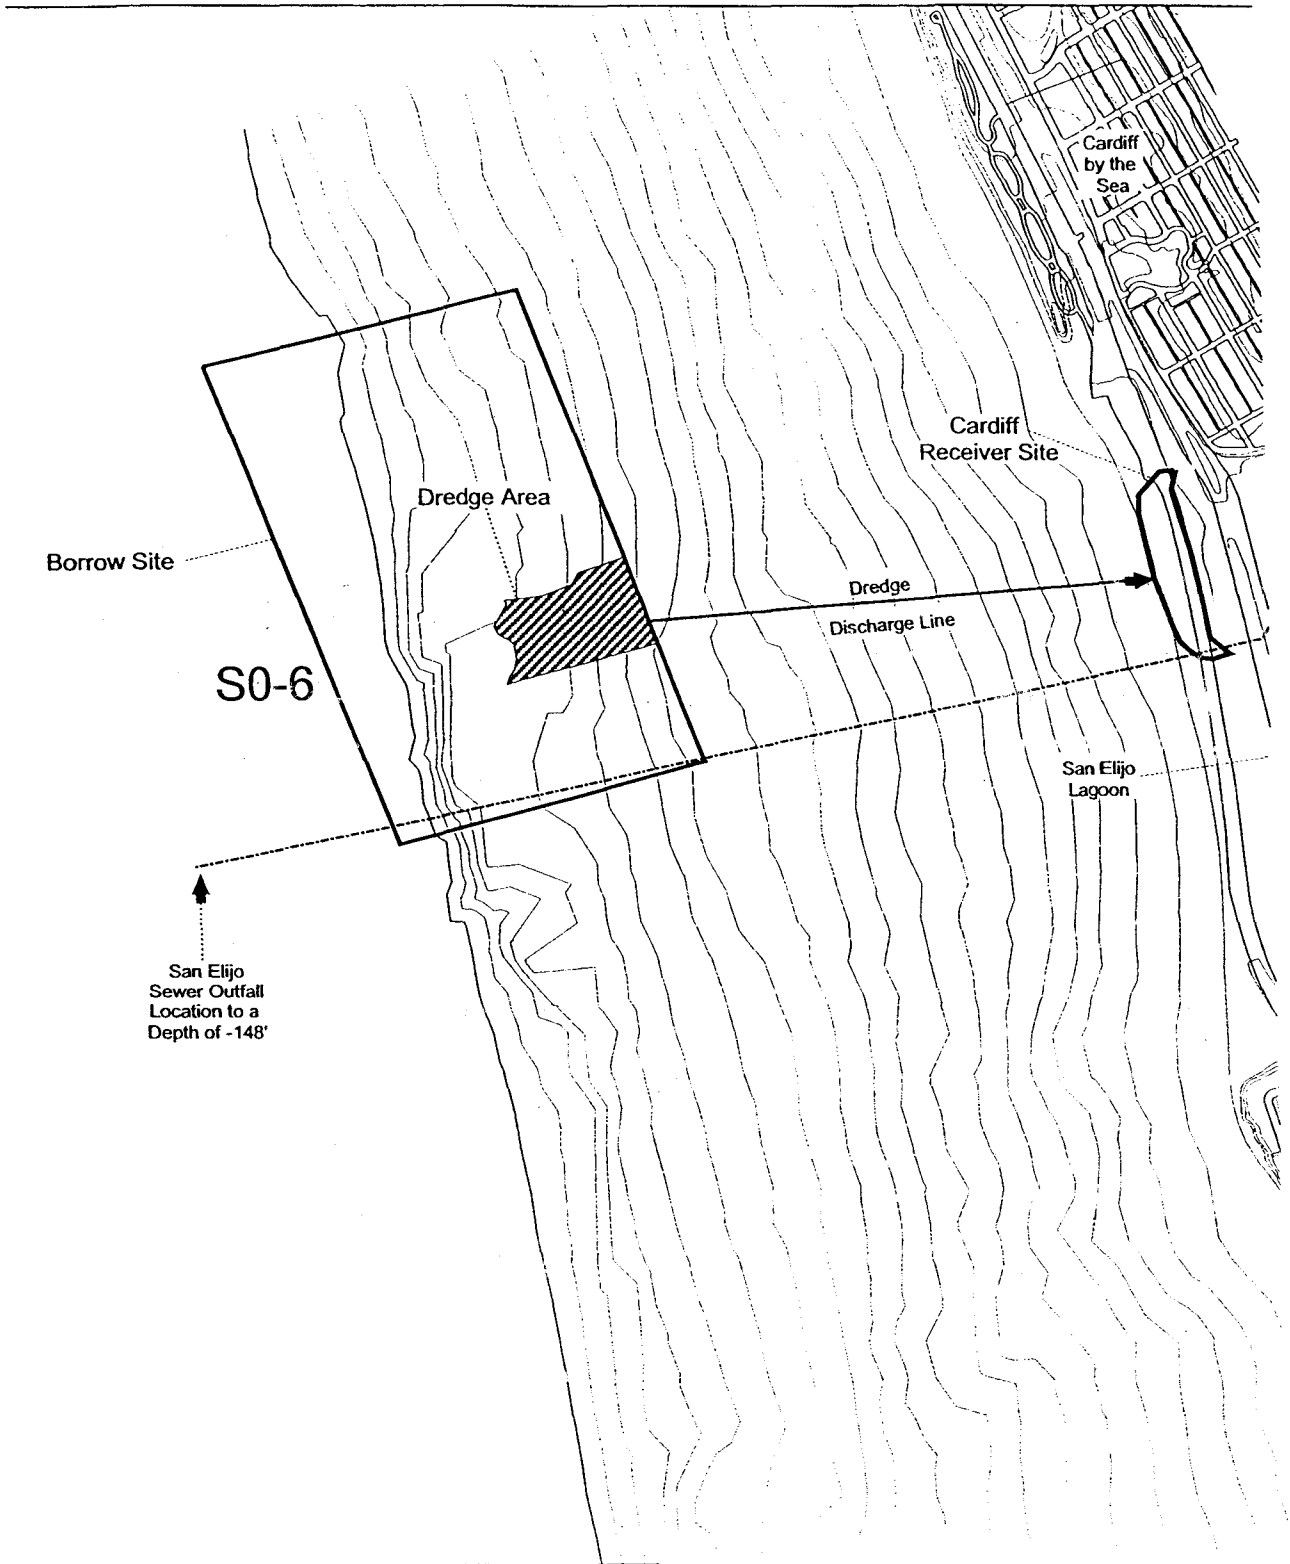 Cardiff
by the
Sea
Cardiff
Receiver Site
Dredge Area
Borrow Site
Dredge
Discharge Line
S0-6
San Elijo
Lagoon
San Elijo
Sewer Outfall
Location to a
Depth of -148'